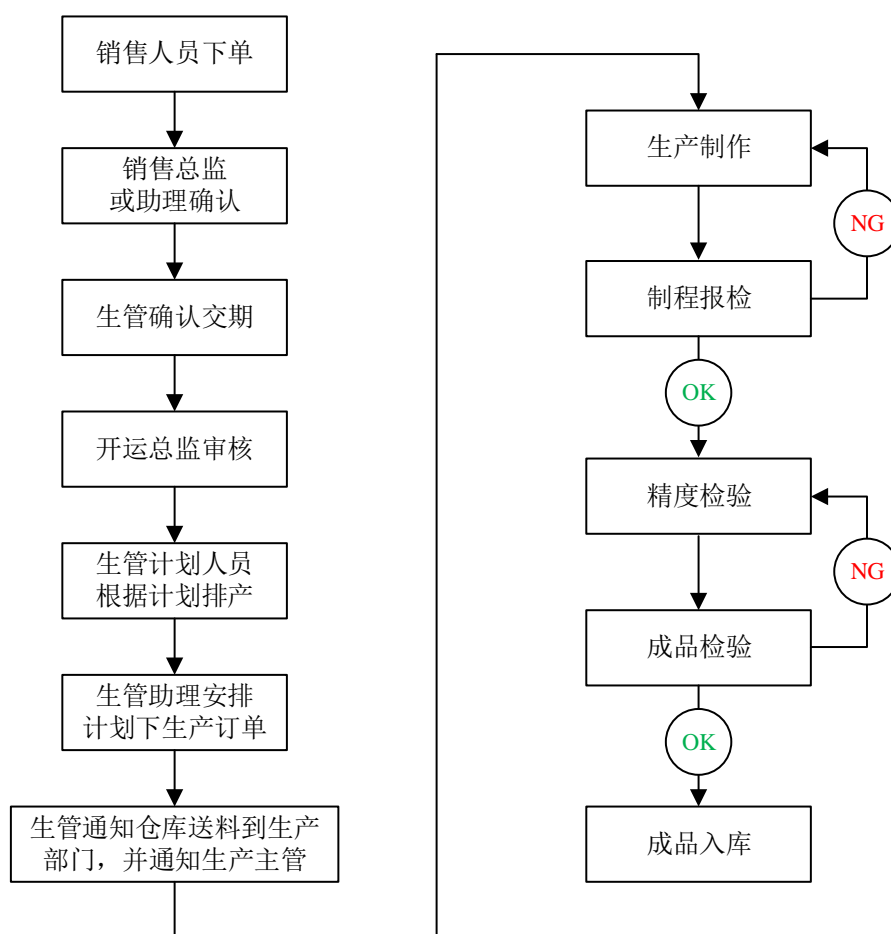 销售人员下单
销售总监
或助理确认
生管确认交期
开运总监审核
生管计划人员
根据计划排产
生管助理安排
计划下生产订单
生管通知仓库送料到生产
部门，并通知生产主管
生产制作
NG
制程报检
OK
精度检验
NG
成品检验
OK
成品入库